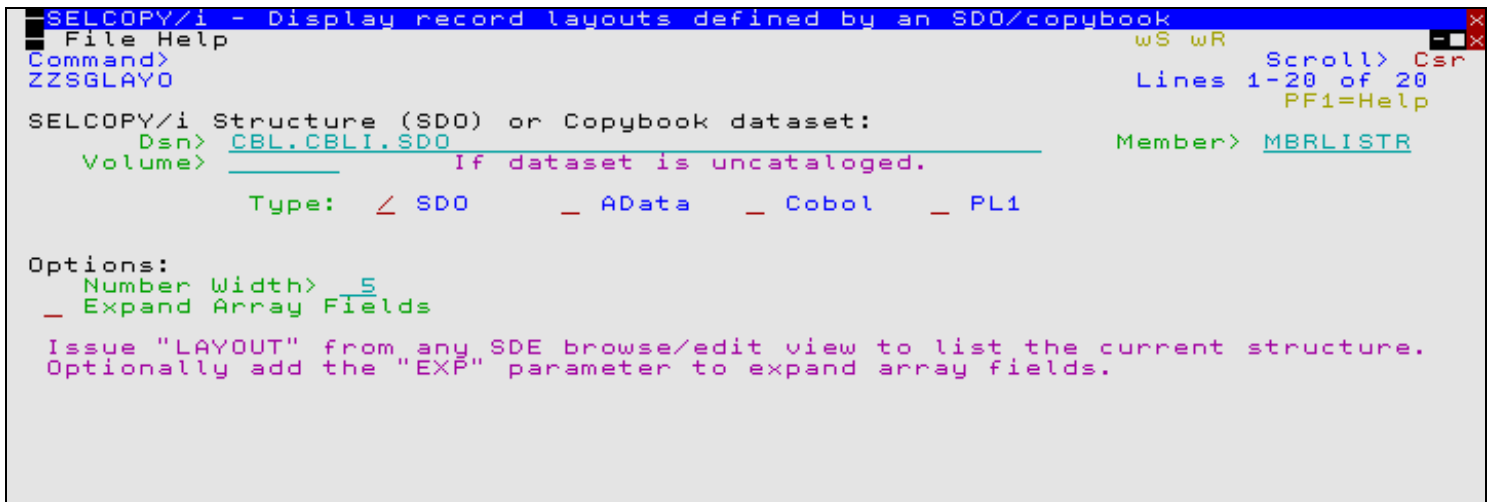 SELCOPY/i - Display record layouts defined by an SDO/copybook
File Help wS wR
Command> Scroll> Csr
ZZSGLAYO Lines 1-20 of 20
PF1=Help
SELCOPY/i Structure (SDO) or Copybook dataset:
Dsn> CBL.CBLI.SDO Member> MBRLISTR
Volume> If dataset is uncataloged.
Type: / SDO _ AData _ Cobol _ PL1
Options:
Number Width> 5
_ Expand Array Fields
Issue "LAYOUT" from any SDE browse/edit view to list the current structure.
Optionally add the "EXP" parameter to expand array fields.